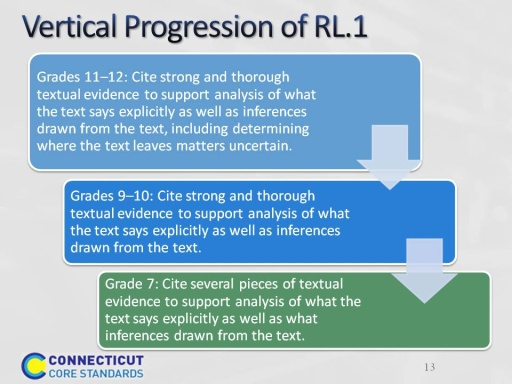 Vertical Progression of RL.1
Grades 11–12: Cite strong and thorough
textual evidence to support analysis of what
the text says explicitly as well as inferences
drawn from the text, including determining
where the text leaves matters uncertain.
Grades 9–10: Cite strong and thorough
textual evidence to support analysis of what
the text says explicitly as well as inferences
drawn from the text.
Grade 7: Cite several pieces of textual
evidence to support analysis of what the
text says explicitly as well as what
inferences drawn from the text.
CONNECTICUT
CORE STANDARDS
13